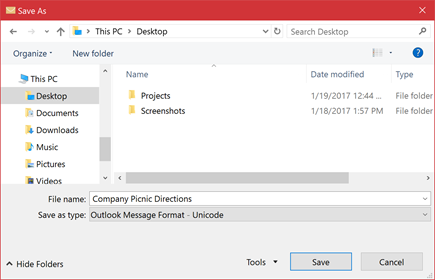 Save As
This PC > Desktop
Search Desktop
Organize New folder
Name Date modified Type
This PC
Desktop
Documents
Downloads
Music
Pictures
Videos
Projects 1/19/2017 12:44 ... File folder
Screenshots 1/18/2017 1:57 PM File folder
File name: Company Picnic Directions
Save as type: Outlook Message Format - Unicode
Hide Folders Tools Save Cancel